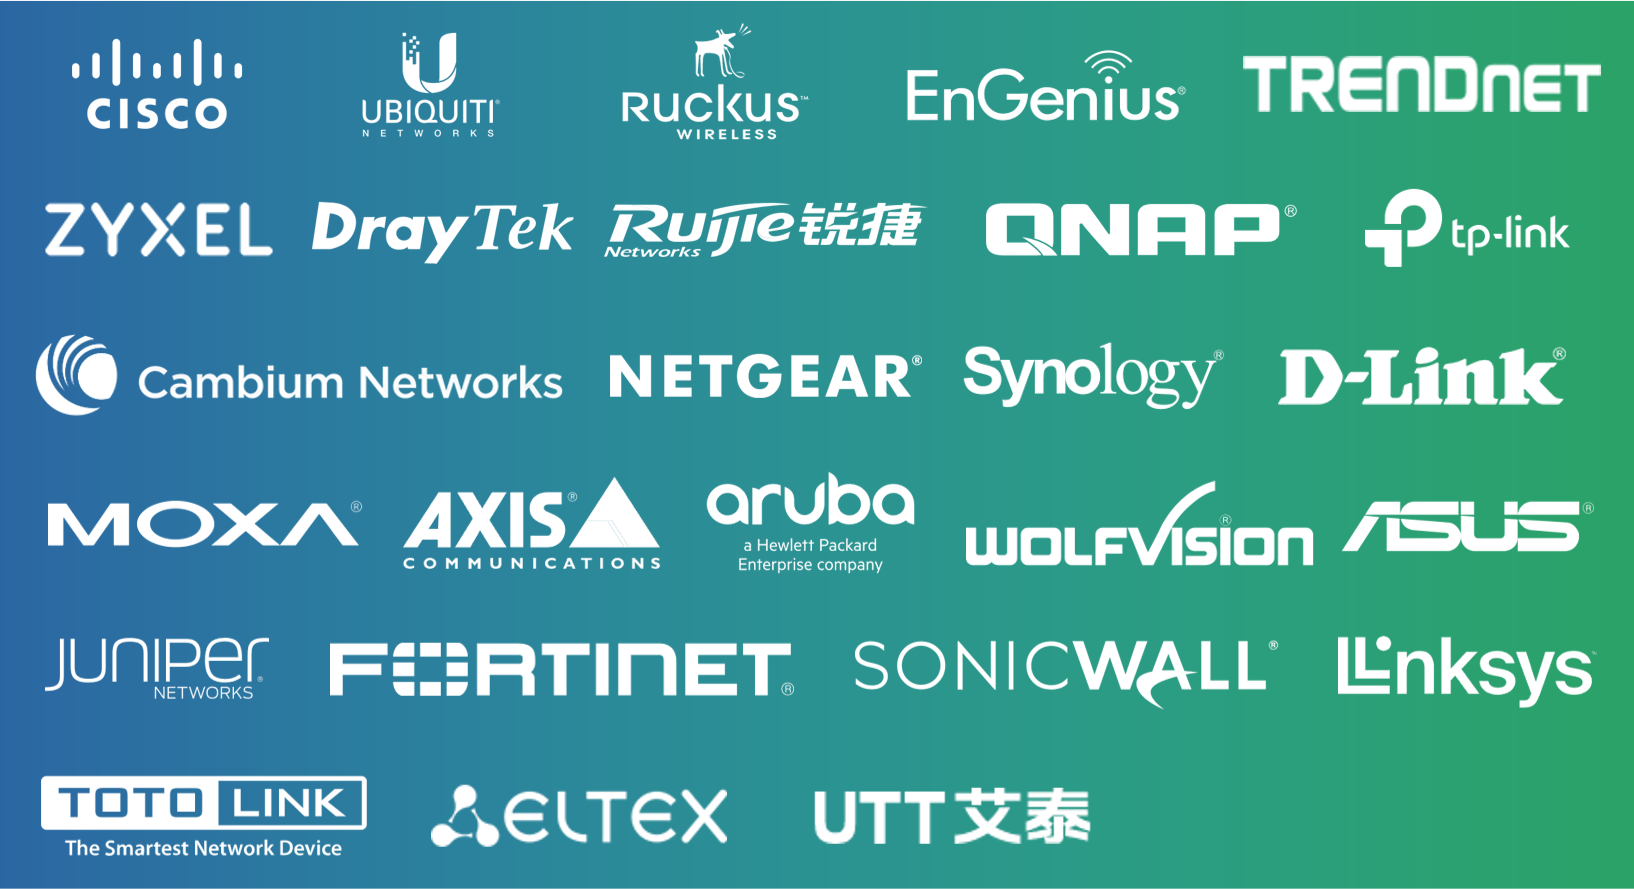 CISCO
UBIQUITI®
NETWORKS
RUCKUS™
WIRELESS
EnGenius®
TRENDNET
ZYXEL
DrayTek
Ruijie锐捷
Networks
QNAP®
tp-link
Cambium Networks
NETGEAR®
Synology®
D-Link®
MOXA®
AXIS®
COMMUNICATIONS
aruba
a Hewlett Packard
Enterprise company
WOLFVISION®
ASUS®
JUNIPER®
NETWORKS
FORTINET®
SONICWALL®
Linksys™
TOTO LINK
The Smartest Network Device
ELTEX
UTT艾泰